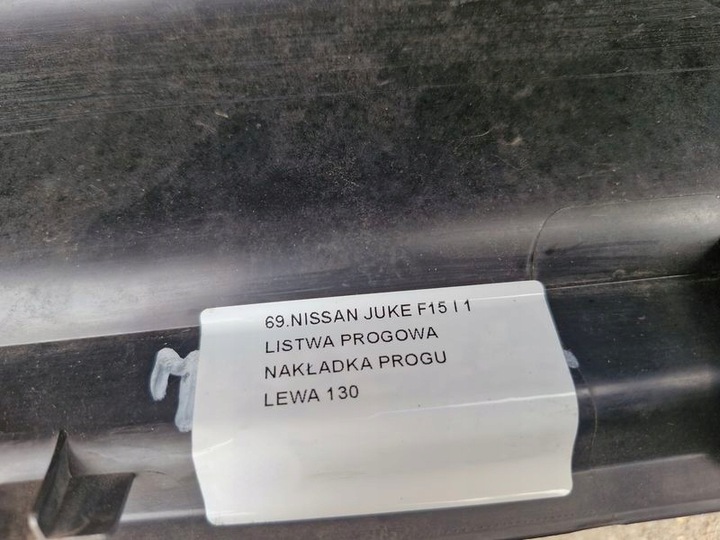 69.NISSAN JUKE F15 I 1
LISTWA PROGOWA
NAKŁADKA PROGU
LEWA 130